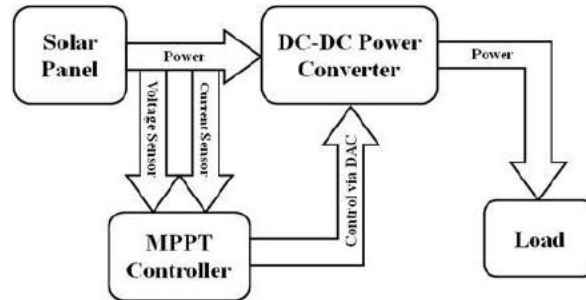 Solar
Panel
Power
DC-DC Power
Converter
Power
Voltage Sensor
Current Sensor
Control via DAC
MPPT
Controller
Load